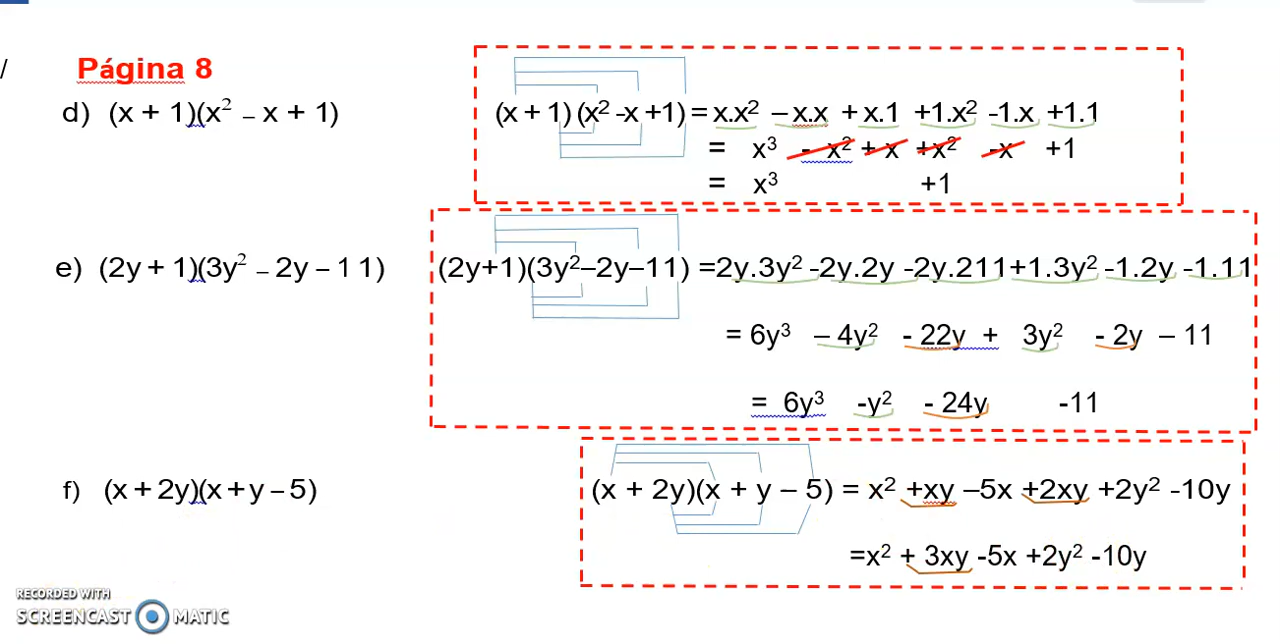 /
Página 8
d) (x + 1)(x² – x + 1)
(x + 1) (x² -x +1) = x.x² – x.x + x.1 +1.x² -1.x +1.1
= x³ - x² + x +x² -x +1
= x³ +1
e) (2y + 1)(3y² – 2y – 1 1)
(2y+1)(3y²–2y–11) =2y.3y² -2y.2y -2y.211+1.3y² -1.2y -1.11
= 6y³ – 4y² - 22y + 3y² - 2y – 11
= 6y³ -y² - 24y -11
f) (x + 2y)(x + y – 5)
(x + 2y)(x + y – 5) = x² +xy –5x +2xy +2y² -10y
=x² + 3xy -5x +2y² -10y
RECORDED WITH
SCREENCAST MATIC